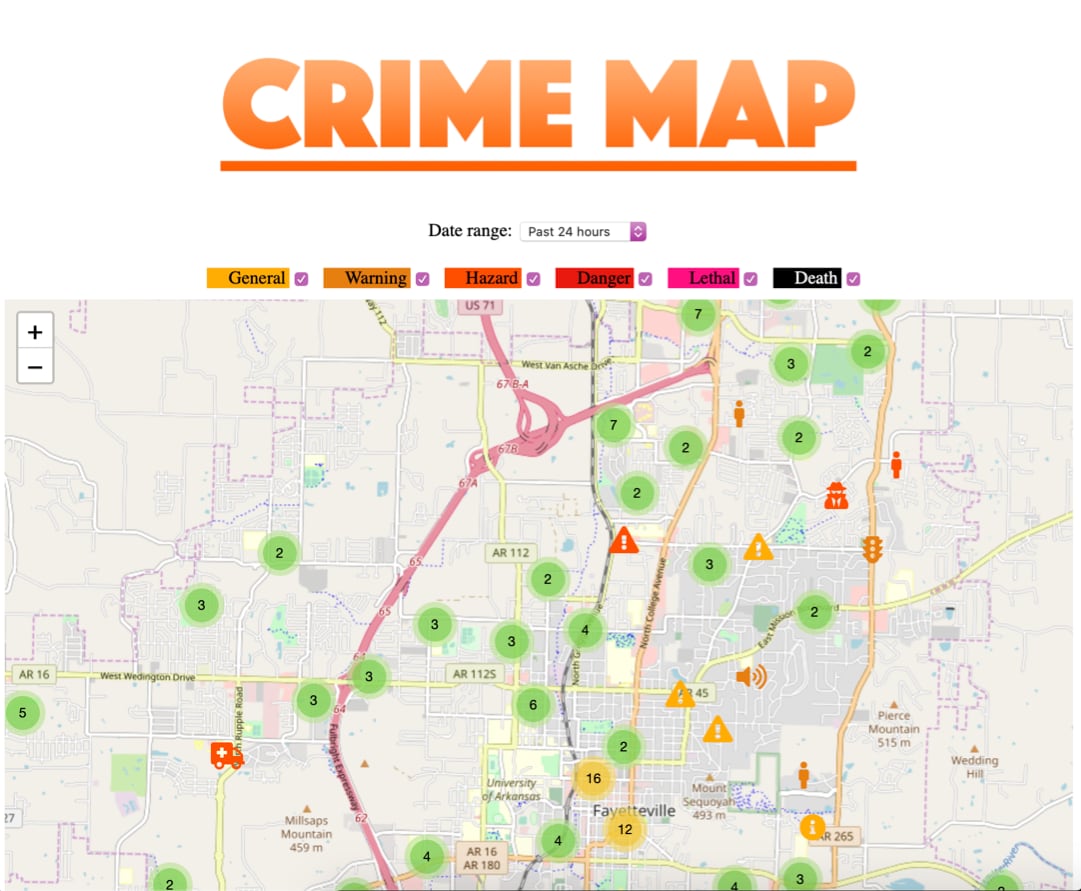 CRIME MAP
Date range: Past 24 hours
General Warning Hazard Danger Lethal Death
+
−
US 71
7
West Van Asche Drive
3
2
67 B-A
7
67B
2
2
67A
2
AR 112
2
65
2
3
3
65
2
3
3
4
North College Avenue
East Mission
AR 16
West Wedington Drive
3
AR 112S
AR 45
5
3
64
6
Pierce
Mountain
515 m
2
Fulbright Expressway
Wedding
Hill
16
University
of Arkansas
Mount
Sequoyah
493 m
Fayetteville
27
Millsaps
Mountain
459 m
62
12
AR 265
4
4
AR 16
AR 180
2
4
3
River